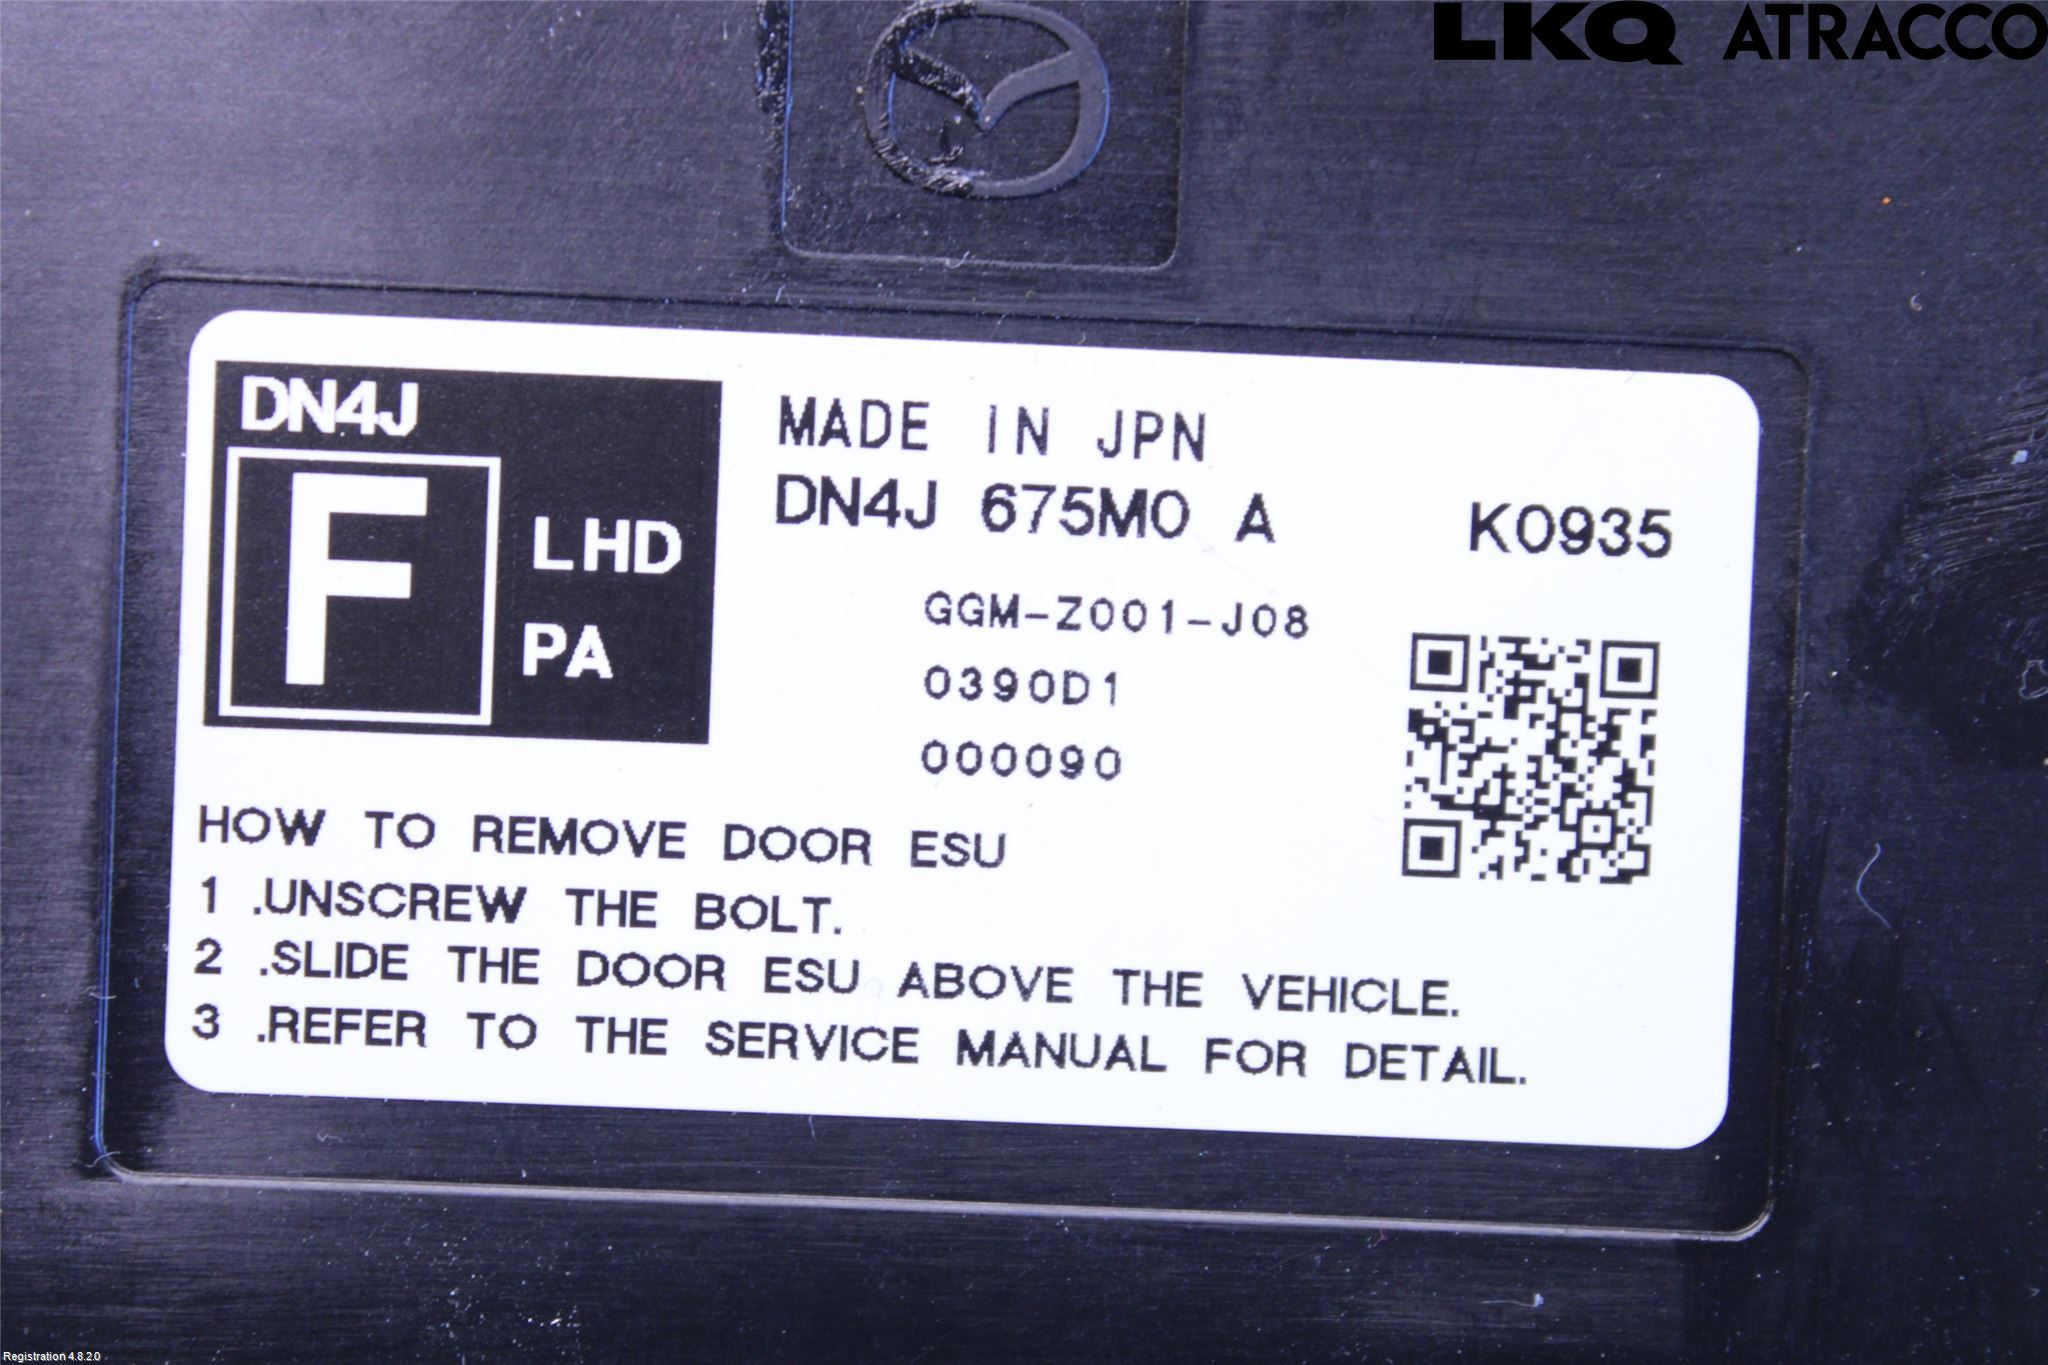 LKQ ATRACCO
DN4J
F
LHD
PA
MADE IN JPN
DN4J 675M0 A
K0935
GGM-Z001-J08
0390D1
000090
HOW TO REMOVE DOOR ESU
1 .UNSCREW THE BOLT.
2 .SLIDE THE DOOR ESU ABOVE THE VEHICLE.
3 .REFER TO THE SERVICE MANUAL FOR DETAIL.
Registration 4.8.2.0